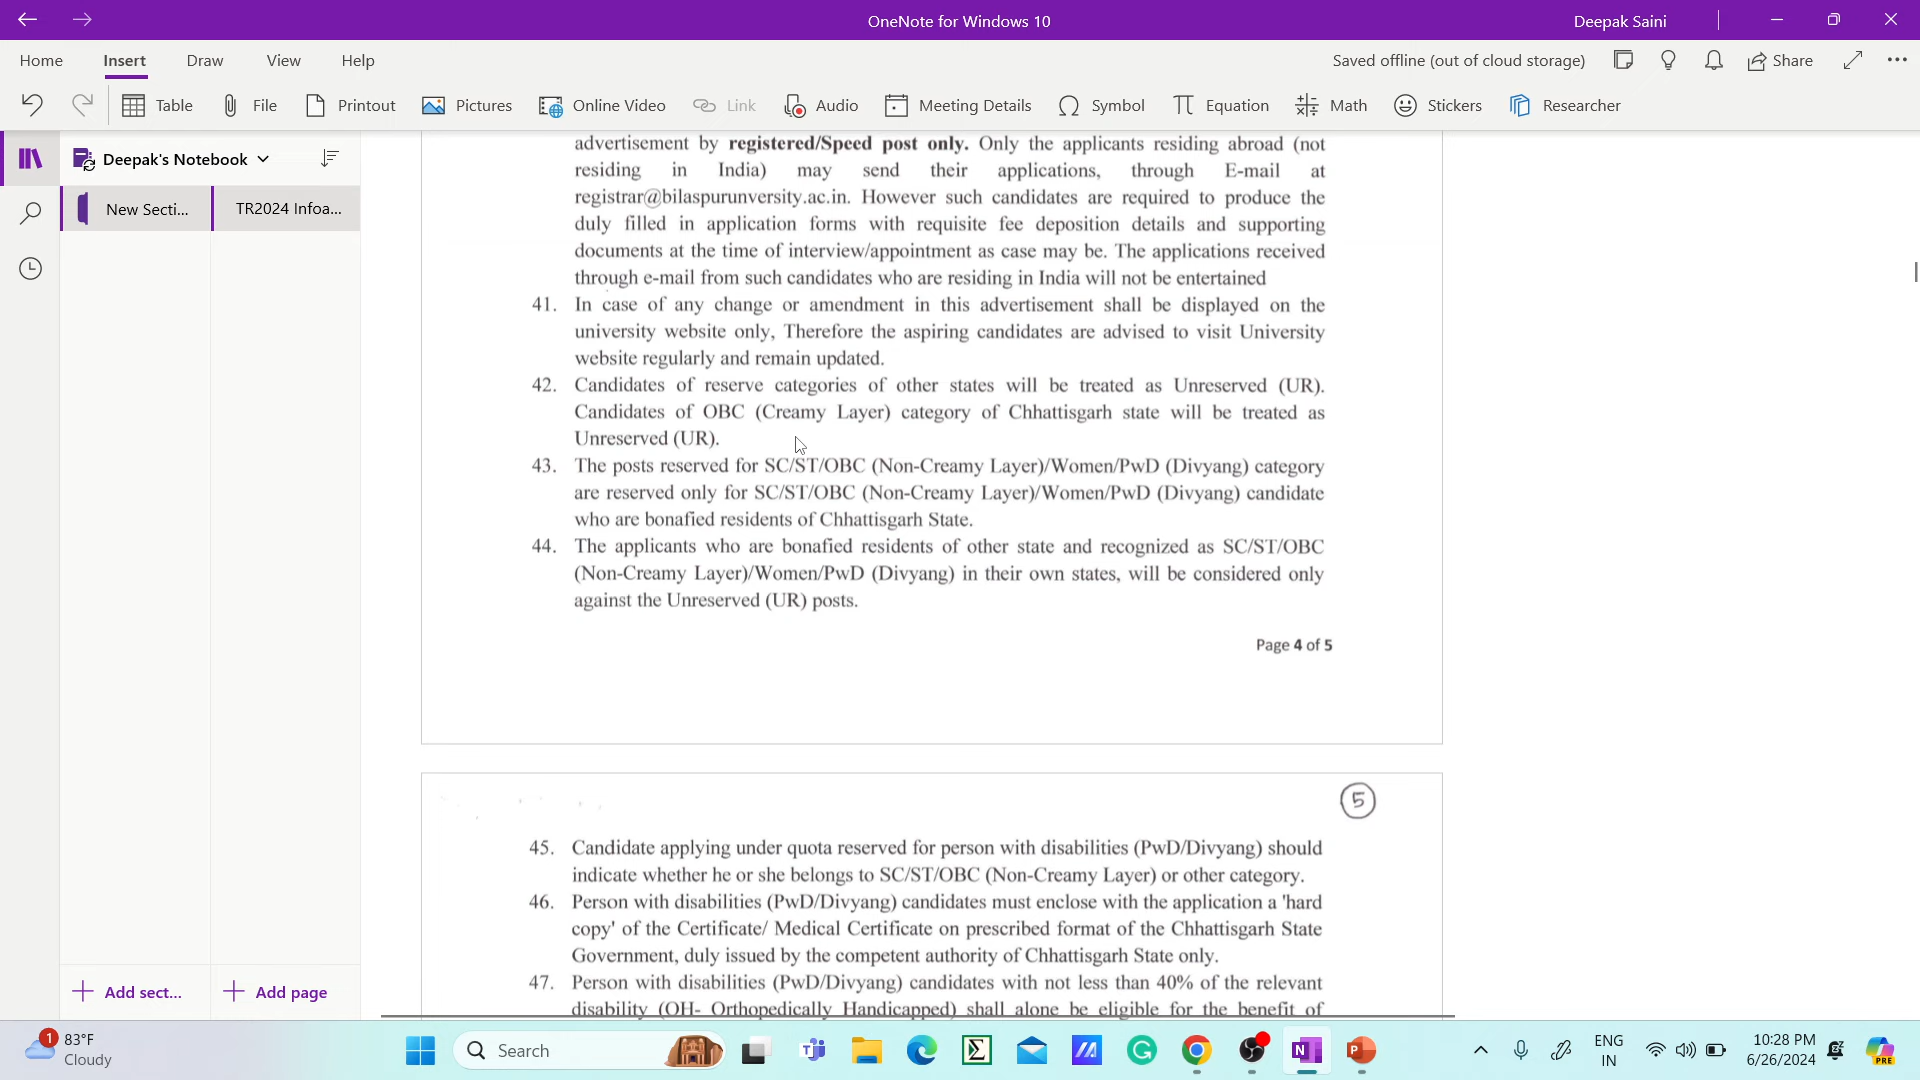 OneNote for Windows 10
Deepak Saini
Home
Insert
Draw
View
Help
Saved offline (out of cloud storage)
Share
Table
File
Printout
Pictures
Online Video
Link
Audio
Meeting Details
Symbol
Equation
Math
Stickers
Researcher
Deepak's Notebook
New Secti...
TR2024 Infoa...
advertisement by registered/Speed post only. Only the applicants residing abroad (not
residing in India) may send their applications, through E-mail at
registrar@bilaspurunversity.ac.in. However such candidates are required to produce the
duly filled in application forms with requisite fee deposition details and supporting
documents at the time of interview/appointment as case may be. The applications received
through e-mail from such candidates who are residing in India will not be entertained
41. In case of any change or amendment in this advertisement shall be displayed on the
university website only, Therefore the aspiring candidates are advised to visit University
website regularly and remain updated.
42. Candidates of reserve categories of other states will be treated as Unreserved (UR).
Candidates of OBC (Creamy Layer) category of Chhattisgarh state will be treated as
Unreserved (UR).
43. The posts reserved for SC/ST/OBC (Non-Creamy Layer)/Women/PwD (Divyang) category
are reserved only for SC/ST/OBC (Non-Creamy Layer)/Women/PwD (Divyang) candidate
who are bonafied residents of Chhattisgarh State.
44. The applicants who are bonafied residents of other state and recognized as SC/ST/OBC
(Non-Creamy Layer)/Women/PwD (Divyang) in their own states, will be considered only
against the Unreserved (UR) posts.
Page 4 of 5
5
45. Candidate applying under quota reserved for person with disabilities (PwD/Divyang) should
indicate whether he or she belongs to SC/ST/OBC (Non-Creamy Layer) or other category.
46. Person with disabilities (PwD/Divyang) candidates must enclose with the application a 'hard
copy' of the Certificate/ Medical Certificate on prescribed format of the Chhattisgarh State
Government, duly issued by the competent authority of Chhattisgarh State only.
47. Person with disabilities (PwD/Divyang) candidates with not less than 40% of the relevant
disability (OH- Orthopedically Handicapped) shall alone be eligible for the benefit of
Add sect...
Add page
1
83°F
Cloudy
Search
ENG
IN
10:28 PM
6/26/2024
PRE